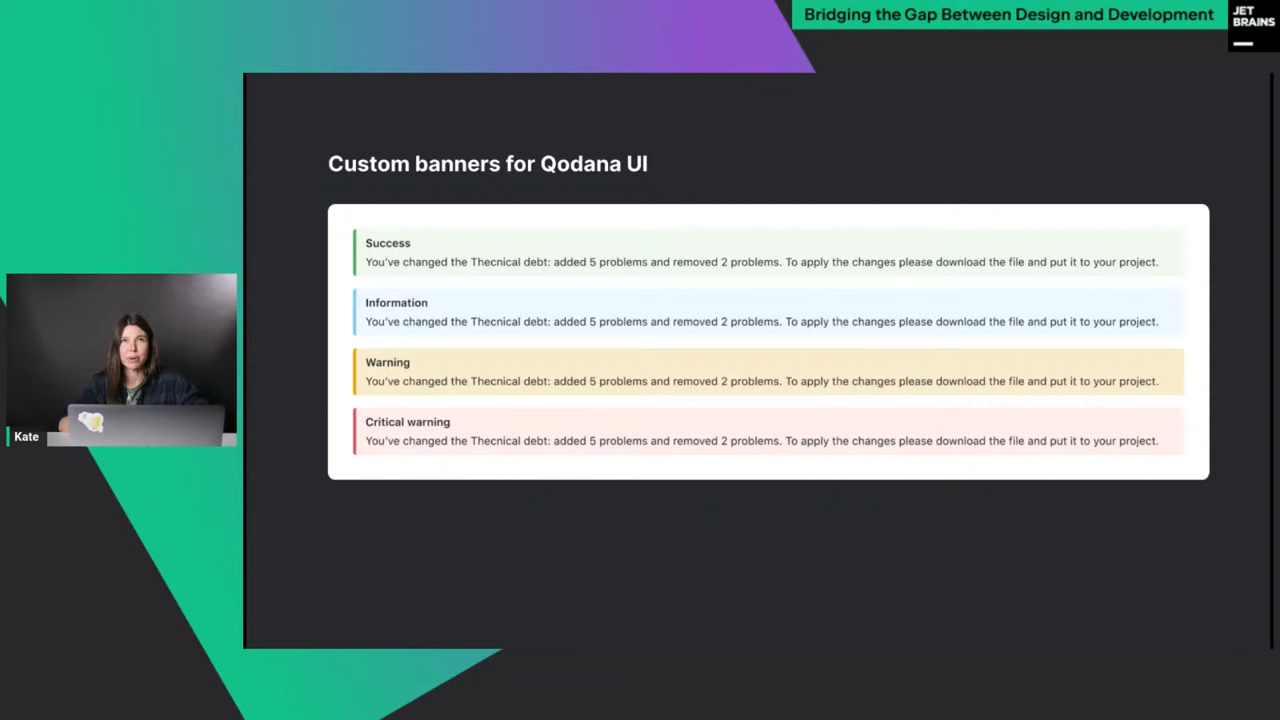 Bridging the Gap Between Design and Development
JET
BRAINS
Custom banners for Qodana UI
Success
You've changed the Thecnical debt: added 5 problems and removed 2 problems. To apply the changes please download the file and put it to your project.
Information
You've changed the Thecnical debt: added 5 problems and removed 2 problems. To apply the changes please download the file and put it to your project.
Warning
You've changed the Thecnical debt: added 5 problems and removed 2 problems. To apply the changes please download the file and put it to your project.
Critical warning
You've changed the Thecnical debt: added 5 problems and removed 2 problems. To apply the changes please download the file and put it to your project.
Kate